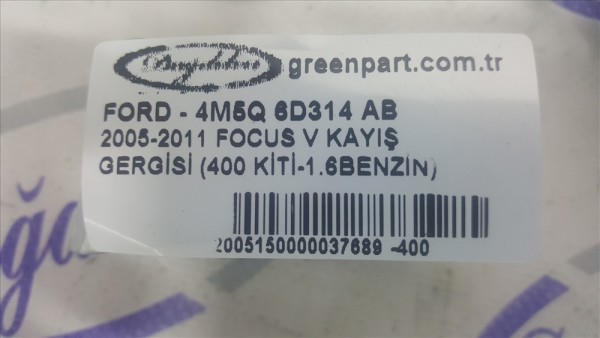 greenpart.com.tr
FORD - 4M5Q 6D314 AB
2005-2011 FOCUS V KAYIŞ
GERGİSİ (400 KİTİ-1.6BENZİN)
2005150000037689 -400